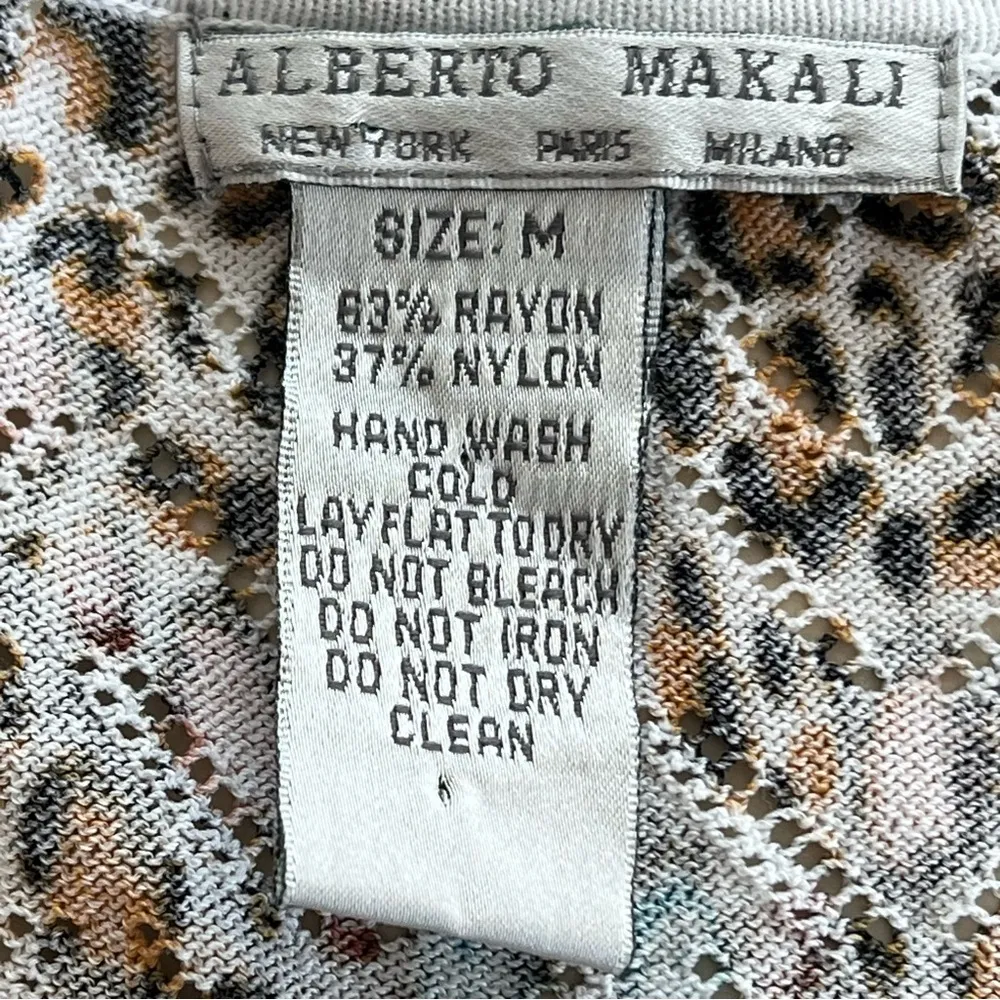 ALBERTO MAKALI
NEW YORK PARIS MILANO
SIZE: M
63% RAYON
37% NYLON
HAND WASH
COLD
LAY FLAT TO DRY
DO NOT BLEACH
DO NOT IRON
DO NOT DRY
CLEAN